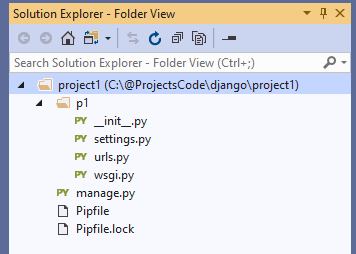 Solution Explorer - Folder View
Search Solution Explorer - Folder View (Ctrl+;)
project1 (C:\@ProjectsCode\django\project1)
p1
PY __init__.py
PY settings.py
PY urls.py
PY wsgi.py
PY manage.py
Pipfile
Pipfile.lock